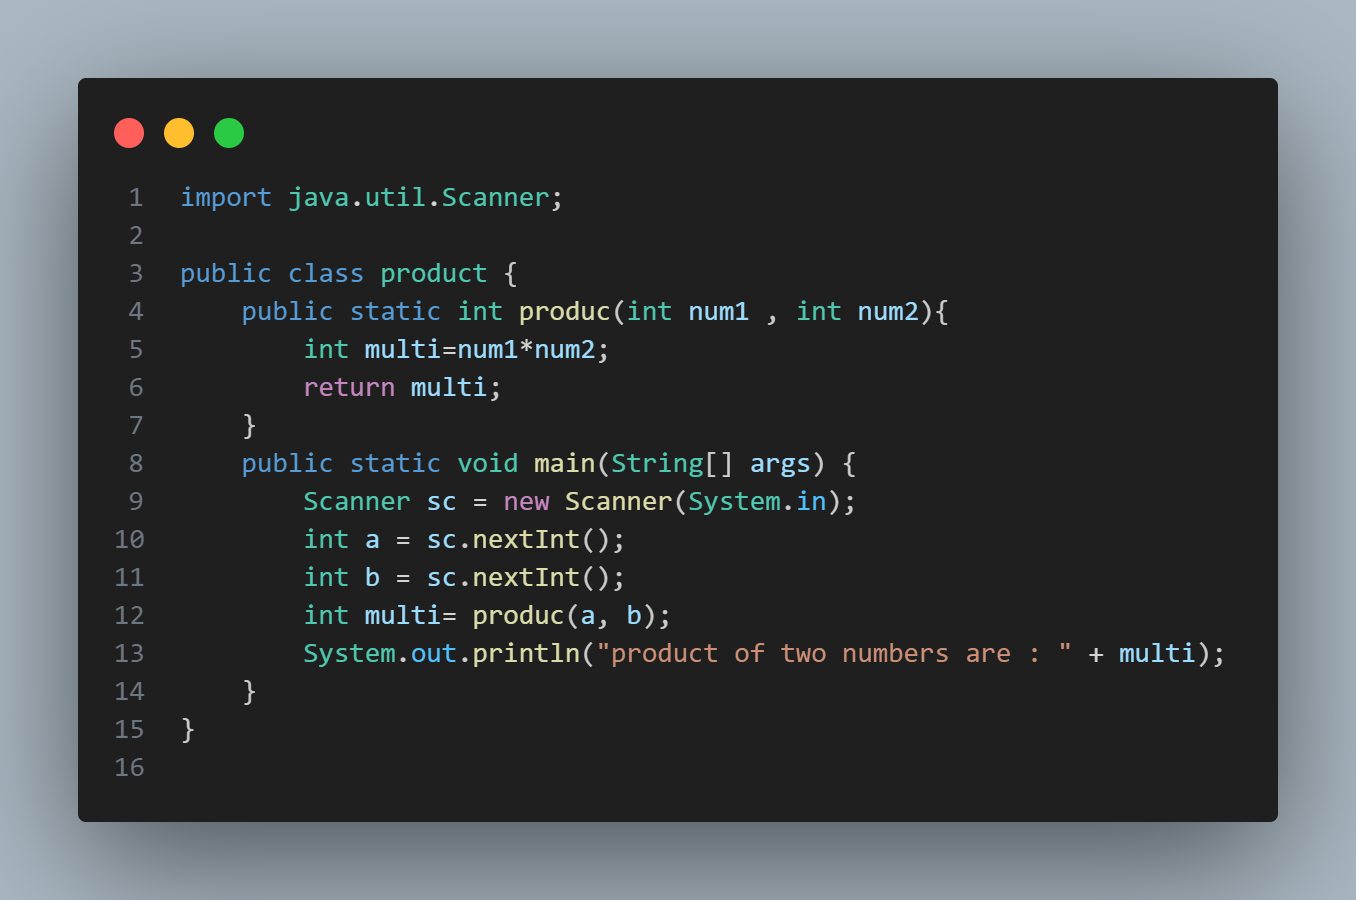 1 import java.util.Scanner;
2
3 public class product {
4     public static int produc(int num1 , int num2){
5         int multi=num1*num2;
6         return multi;
7     }
8     public static void main(String[] args) {
9         Scanner sc = new Scanner(System.in);
10         int a = sc.nextInt();
11         int b = sc.nextInt();
12         int multi= produc(a, b);
13         System.out.println("product of two numbers are : " + multi);
14     }
15 }
16